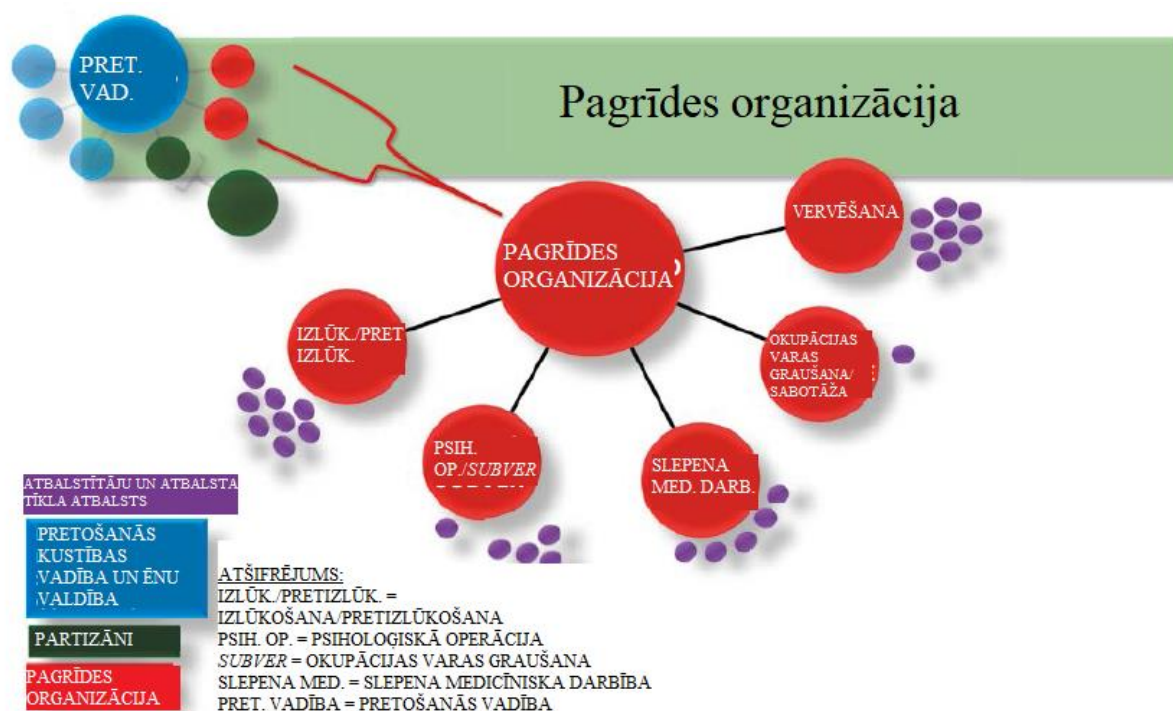 PRET.
VAD.
Pagrīdes organizācija
VERVĒŠANA
PAGRĪDES
ORGANIZĀCIJA
IZLŪK./PRET
IZLŪK.
OKUPĀCIJAS
VARAS
GRAUŠANA/
SABOTĀŽA
PSIH.
OP./SUBVER
SLEPENA
MED. DARB.
ATBALSTĪTĀJU UN ATBALSTA
TĪKLA ATBALSTS
PRETOŠANĀS
KUSTĪBAS
VADĪBA UN ĒNU
VALDĪBA
PARTIZĀNI
PAGRĪDES
ORGANIZĀCIJA
ATŠIFRĒJUMS:
IZLŪK./PRETIZLŪK. =
IZLŪKOŠANA/PRETIZLŪKOŠANA
PSIH. OP. = PSIHOLOĢISKĀ OPERĀCIJA
SUBVER = OKUPĀCIJAS VARAS GRAUŠANA
SLEPENA MED. = SLEPENA MEDICĪNISKA DARBĪBA
PRET. VADĪBA = PRETOŠANĀS VADĪBA